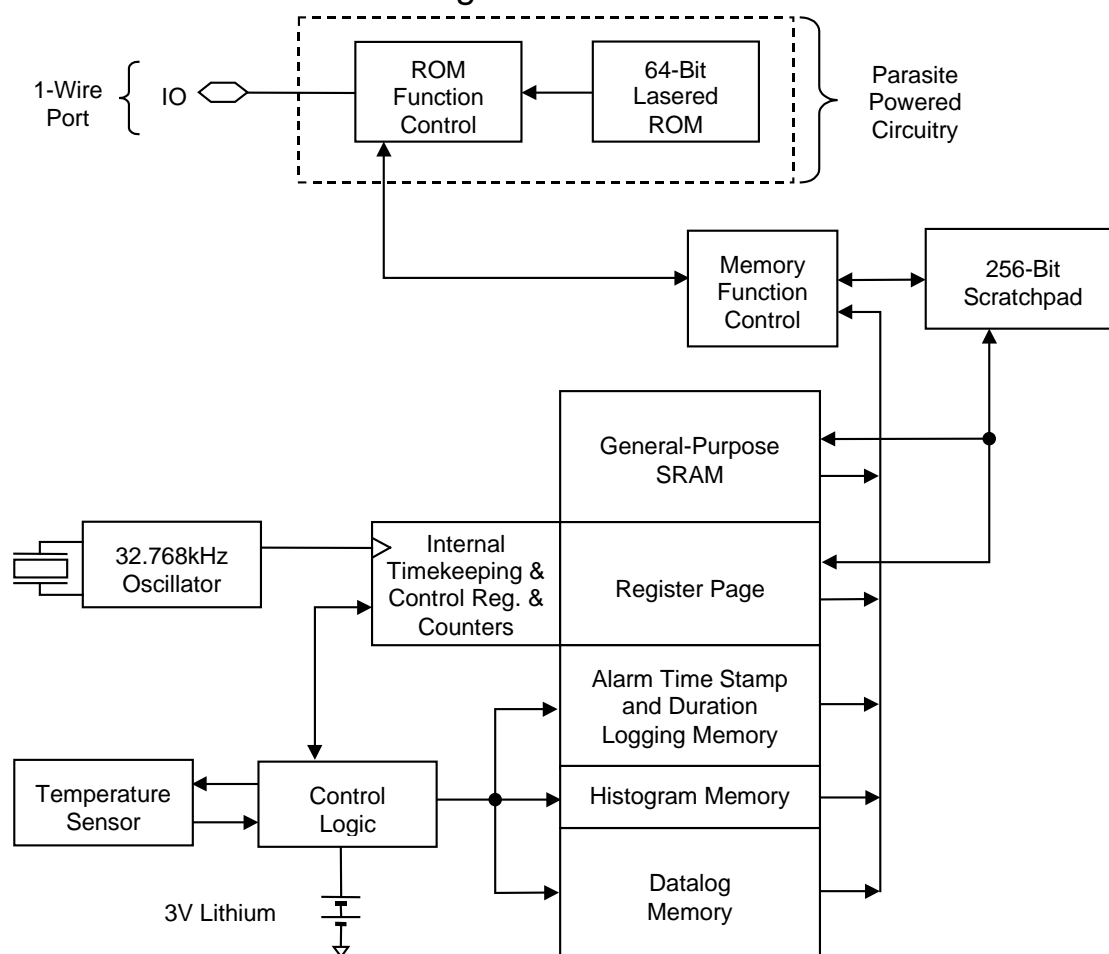 1-Wire
Port
IO
ROM
Function
Control
64-Bit
Lasered
ROM
Parasite
Powered
Circuitry
Memory
Function
Control
256-Bit
Scratchpad
General-Purpose
SRAM
32.768kHz
Oscillator
Internal
Timekeeping &
Control Reg. &
Counters
Register Page
Alarm Time Stamp
and Duration
Logging Memory
Temperature
Sensor
Control
Logic
Histogram Memory
Datalog
Memory
3V Lithium